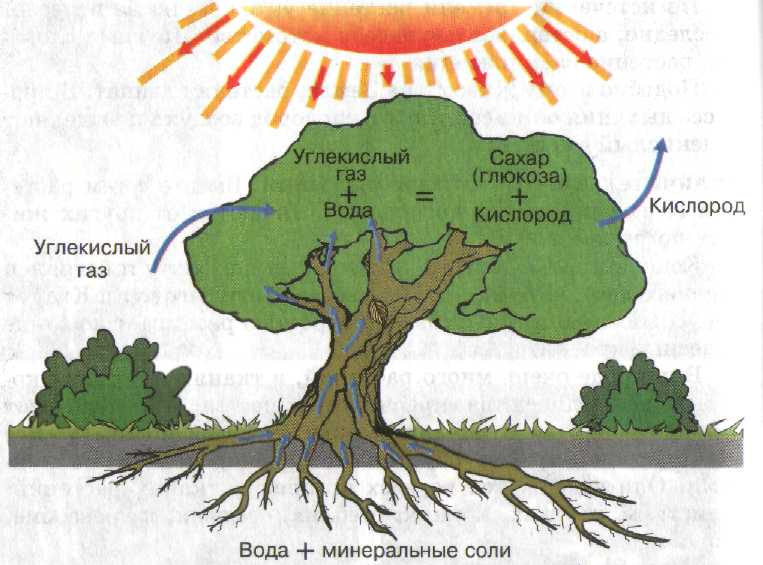 Углекислый
газ
+
Вода
=
Сахар
(глюкоза)
+
Кислород
Кислород
Углекислый
газ
Вода + минеральные соли